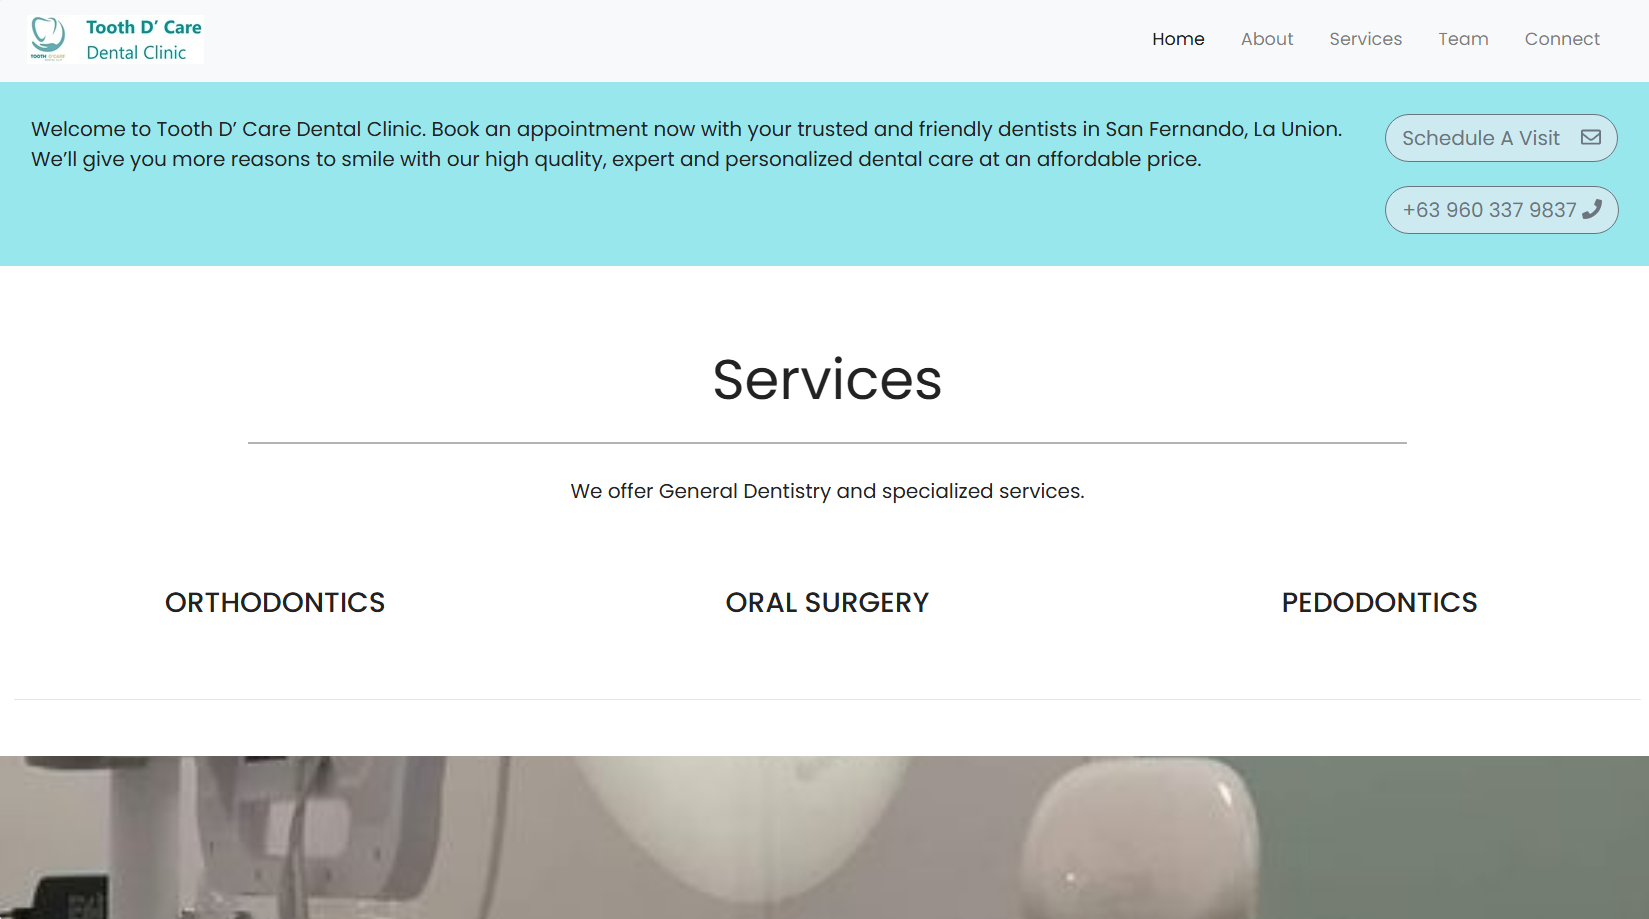 TOOTH D'CARE
Tooth D’ Care
Dental Clinic
Home
About
Services
Team
Connect
Welcome to Tooth D’ Care Dental Clinic. Book an appointment now with your trusted and friendly dentists in San Fernando, La Union.
We’ll give you more reasons to smile with our high quality, expert and personalized dental care at an affordable price.
Schedule A Visit
+63 960 337 9837
Services
We offer General Dentistry and specialized services.
ORTHODONTICS
ORAL SURGERY
PEDODONTICS